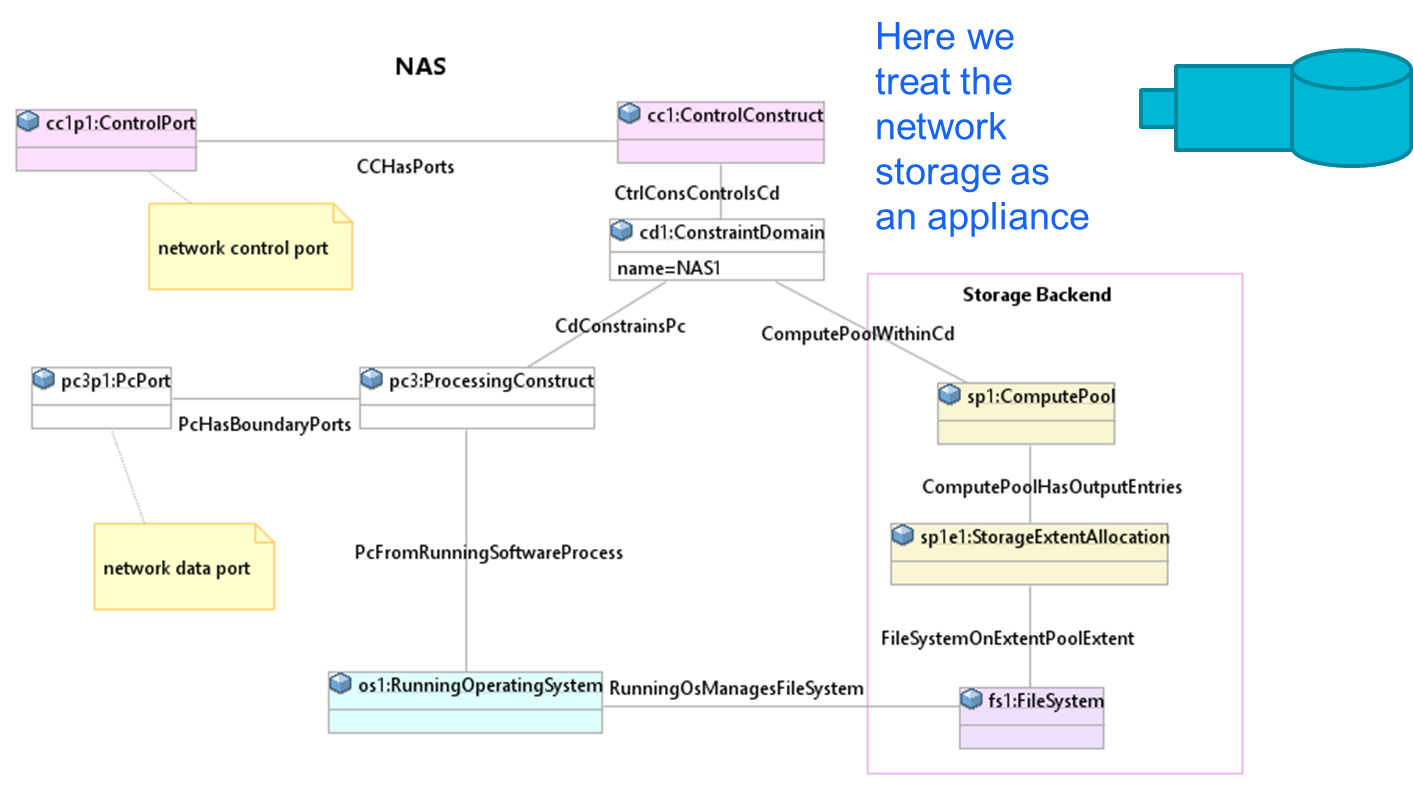 NAS
Here we
treat the
network
storage as
an appliance
cc1p1:ControlPort
CCHasPorts
cc1:ControlConstruct
network control port
CtrlConsControlsCd
cd1:ConstraintDomain
name=NAS1
Storage Backend
CdConstrainsPc
ComputePoolWithinCd
pc3p1:PcPort
PcHasBoundaryPorts
pc3:ProcessingConstruct
sp1:ComputePool
ComputePoolHasOutputEntries
network data port
PcFromRunningSoftwareProcess
sp1e1:StorageExtentAllocation
FileSystemOnExtentPoolExtent
os1:RunningOperatingSystem
RunningOsManagesFileSystem
fs1:FileSystem